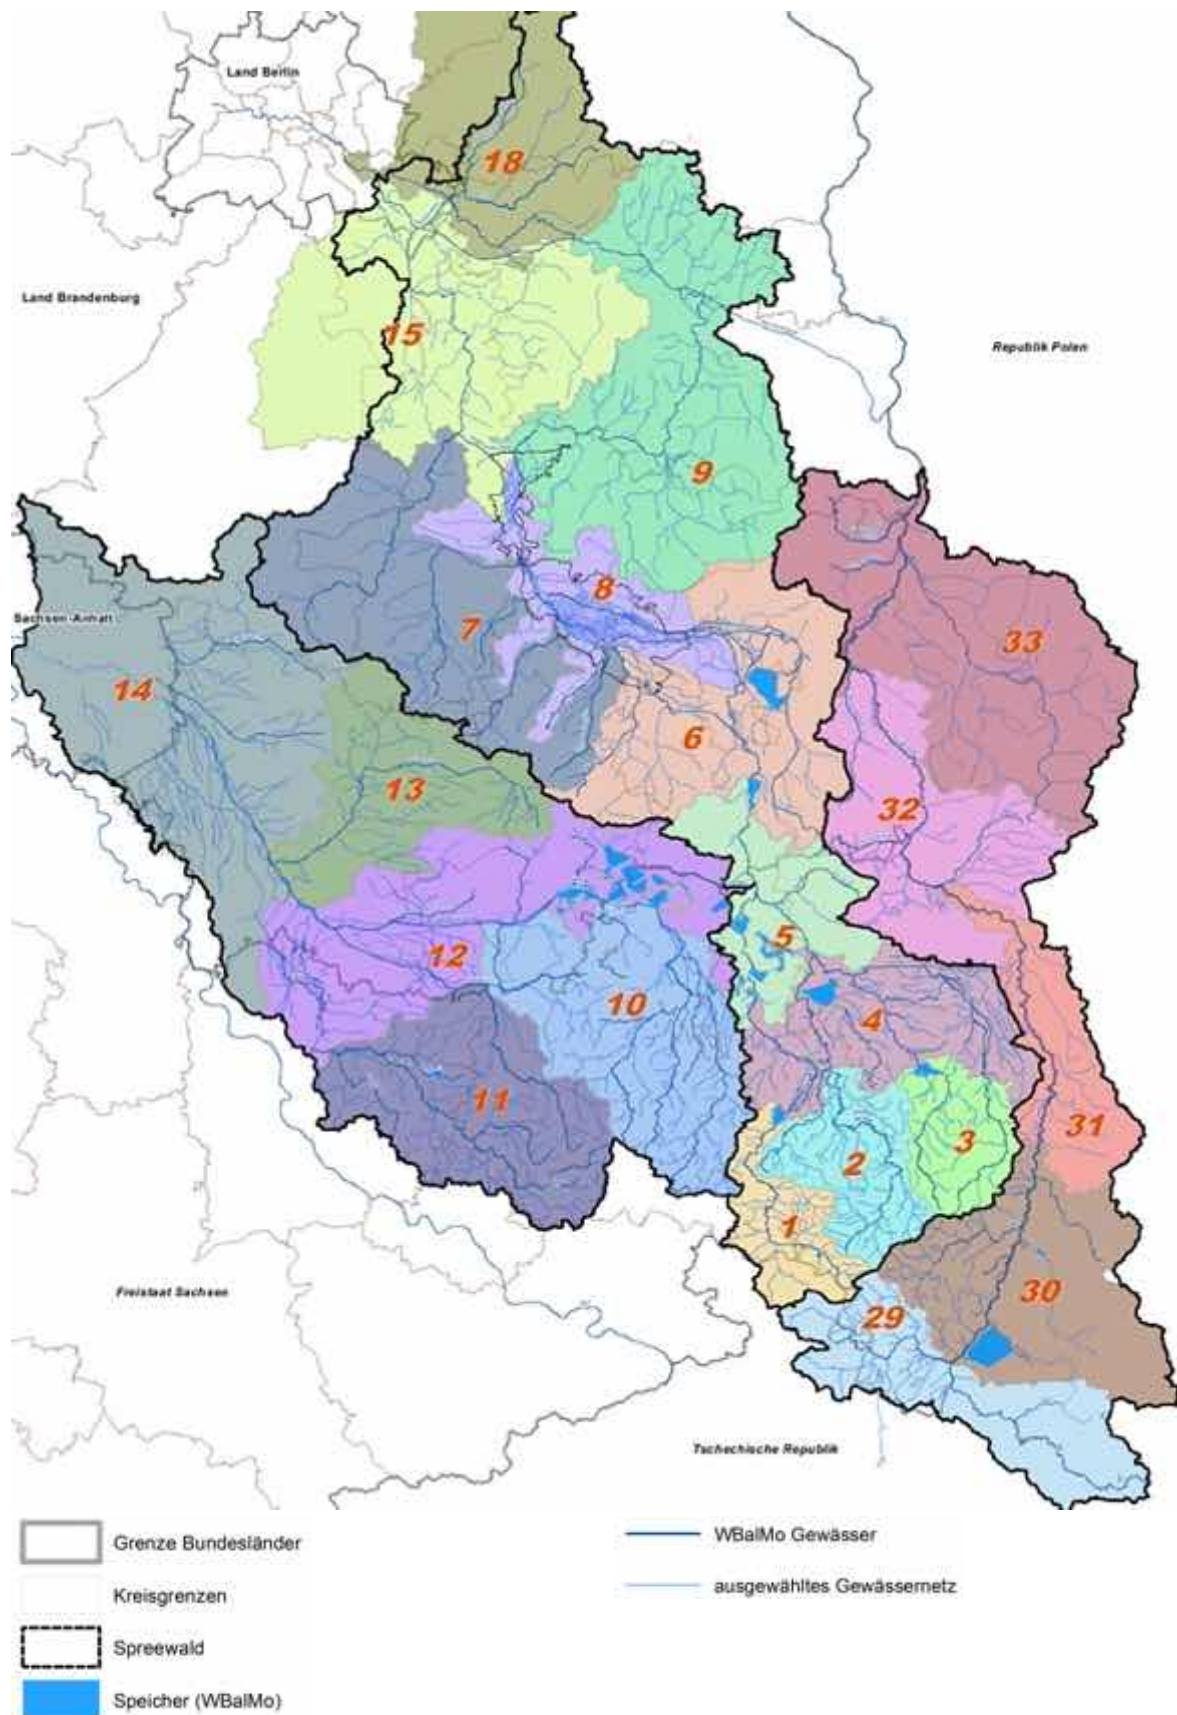 Land Berlin
18
Land Brandenburg
15
Republik Polen
9
8
7
33
Sachsen-Anhalt
14
6
13
32
5
12
10
4
11
3
31
2
1
Freistaat Sachsen
30
29
Tschechische Republik
Grenze Bundesländer
Kreisgrenzen
Spreewald
Speicher (WBalMo)
WBalMo Gewässer
ausgewähltes Gewässernetz